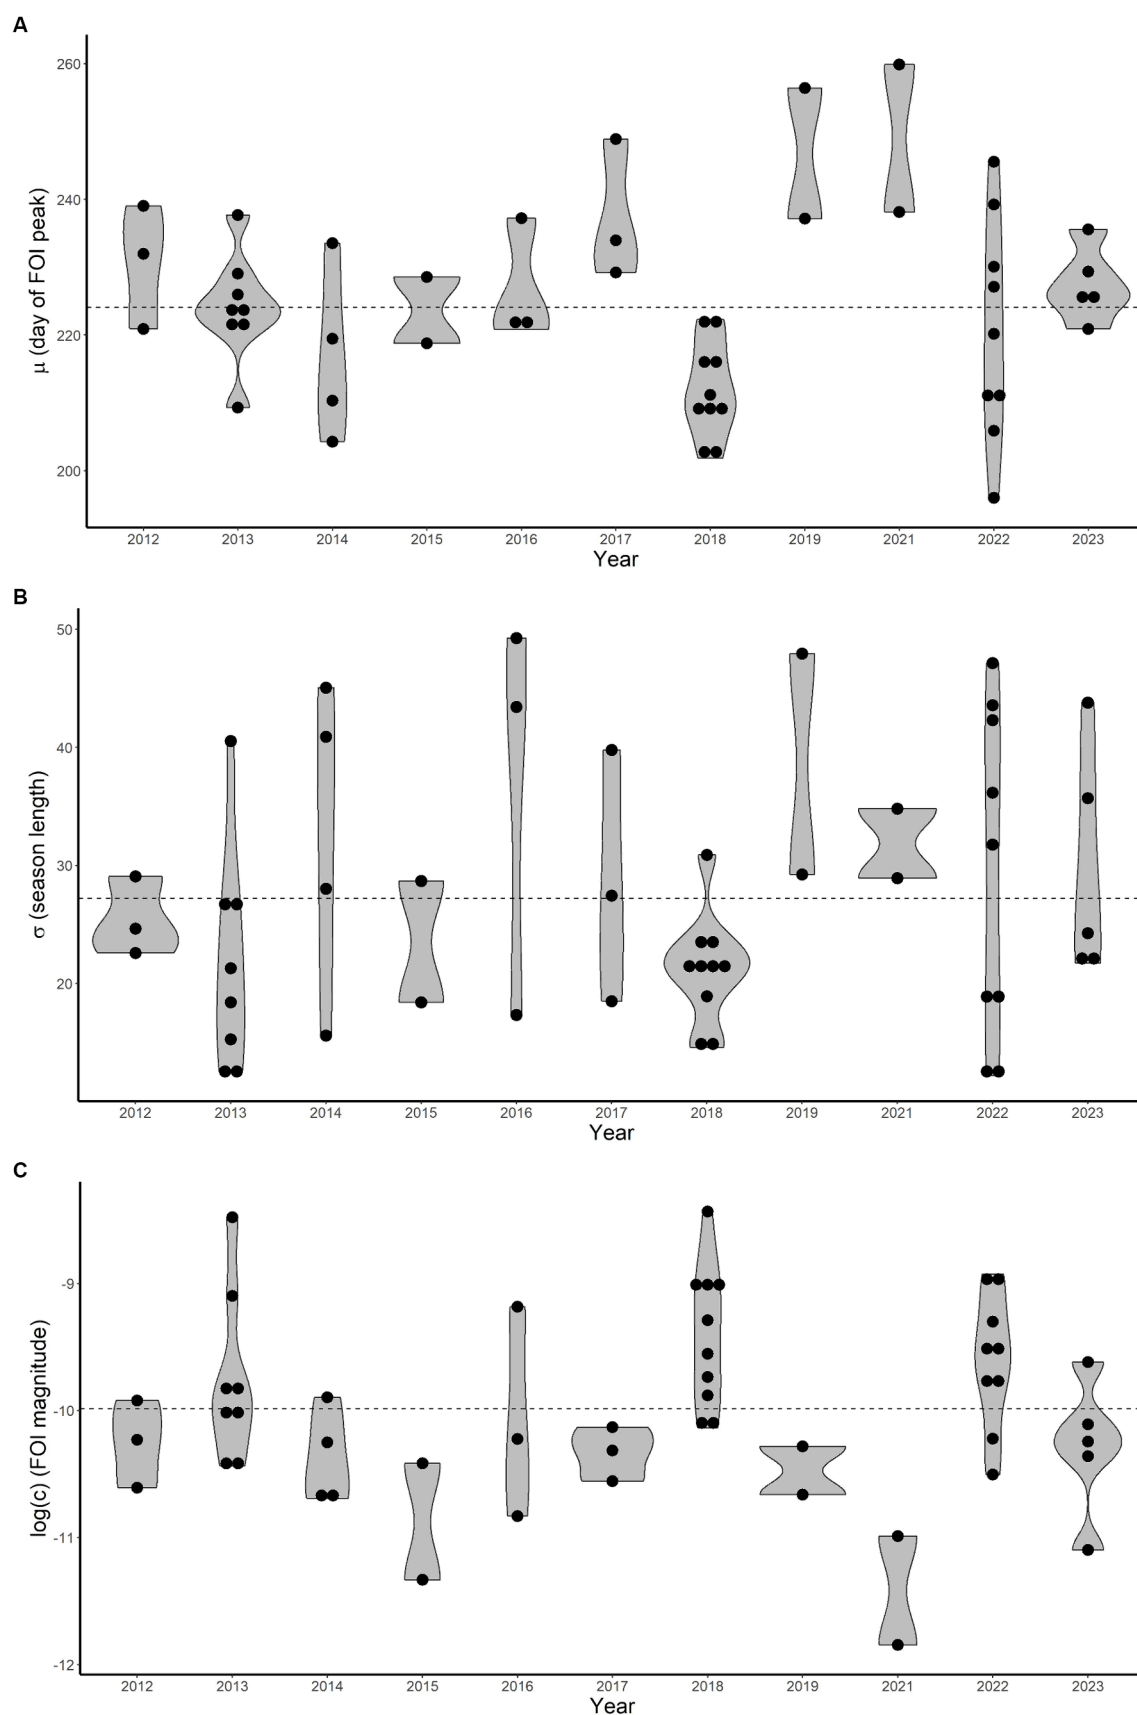 A
260
240
220
200
μ (day of FOI peak)
2012 2013 2014 2015 2016 2017 2018 2019 2021 2022 2023
Year
B
50
40
30
20
σ (season length)
2012 2013 2014 2015 2016 2017 2018 2019 2021 2022 2023
Year
C
-9
-10
-11
-12
log(c) (FOI magnitude)
2012 2013 2014 2015 2016 2017 2018 2019 2021 2022 2023
Year